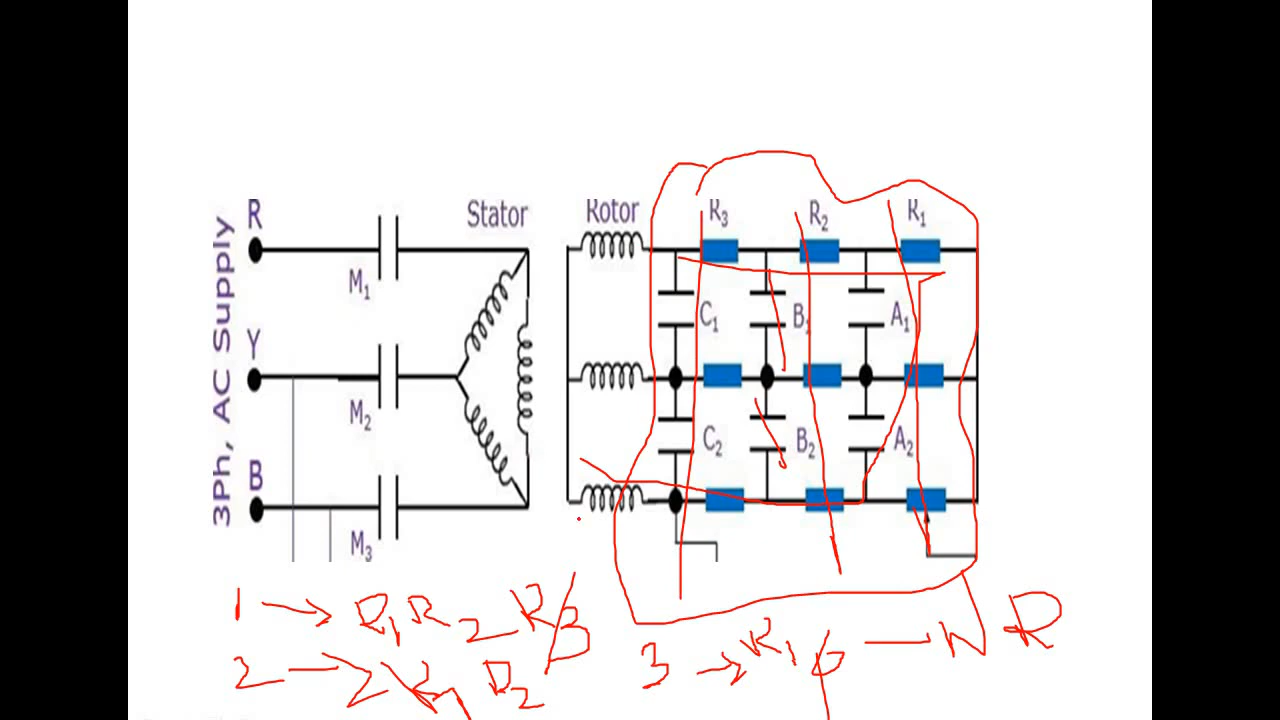 R Stator Rotor R₃ R₂ R₁
M₁ C₁ B₁ A₁
Y
M₂ C₂ B₂ A₂
B
M₃
3Ph, AC Supply
1 → R₁ R₂ R₃
2 → R₁ R₂
3 → R₁